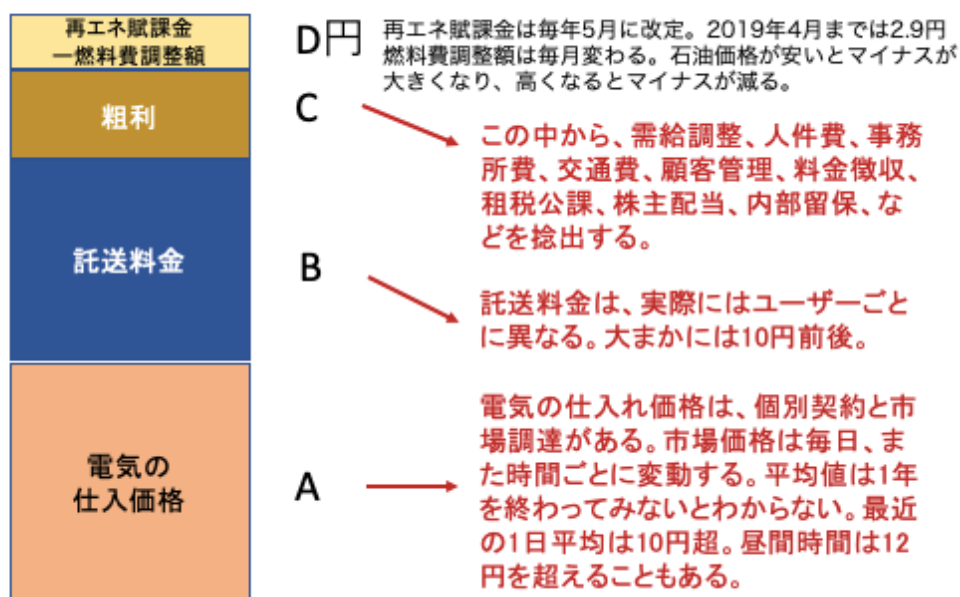 再エネ賦課金
ー燃料費調整額
D円
再エネ賦課金は毎年5月に改定。2019年4月までは2.9円
燃料費調整額は毎月変わる。石油価格が安いとマイナスが
大きくなり、高くなるとマイナスが減る。
粗利
C
この中から、需給調整、人件費、事務
所費、交通費、顧客管理、料金徴収、
租税公課、株主配当、内部留保、な
どを捻出する。
託送料金
B
託送料金は、実際にはユーザーごと
に異なる。大まかには10円前後。
電気の
仕入価格
A
電気の仕入れ価格は、個別契約と市
場調達がある。市場価格は毎日、ま
た時間ごとに変動する。平均値は1年
を終わってみないとわからない。最近
の1日平均は10円超。昼間時間は12
円を超えることもある。